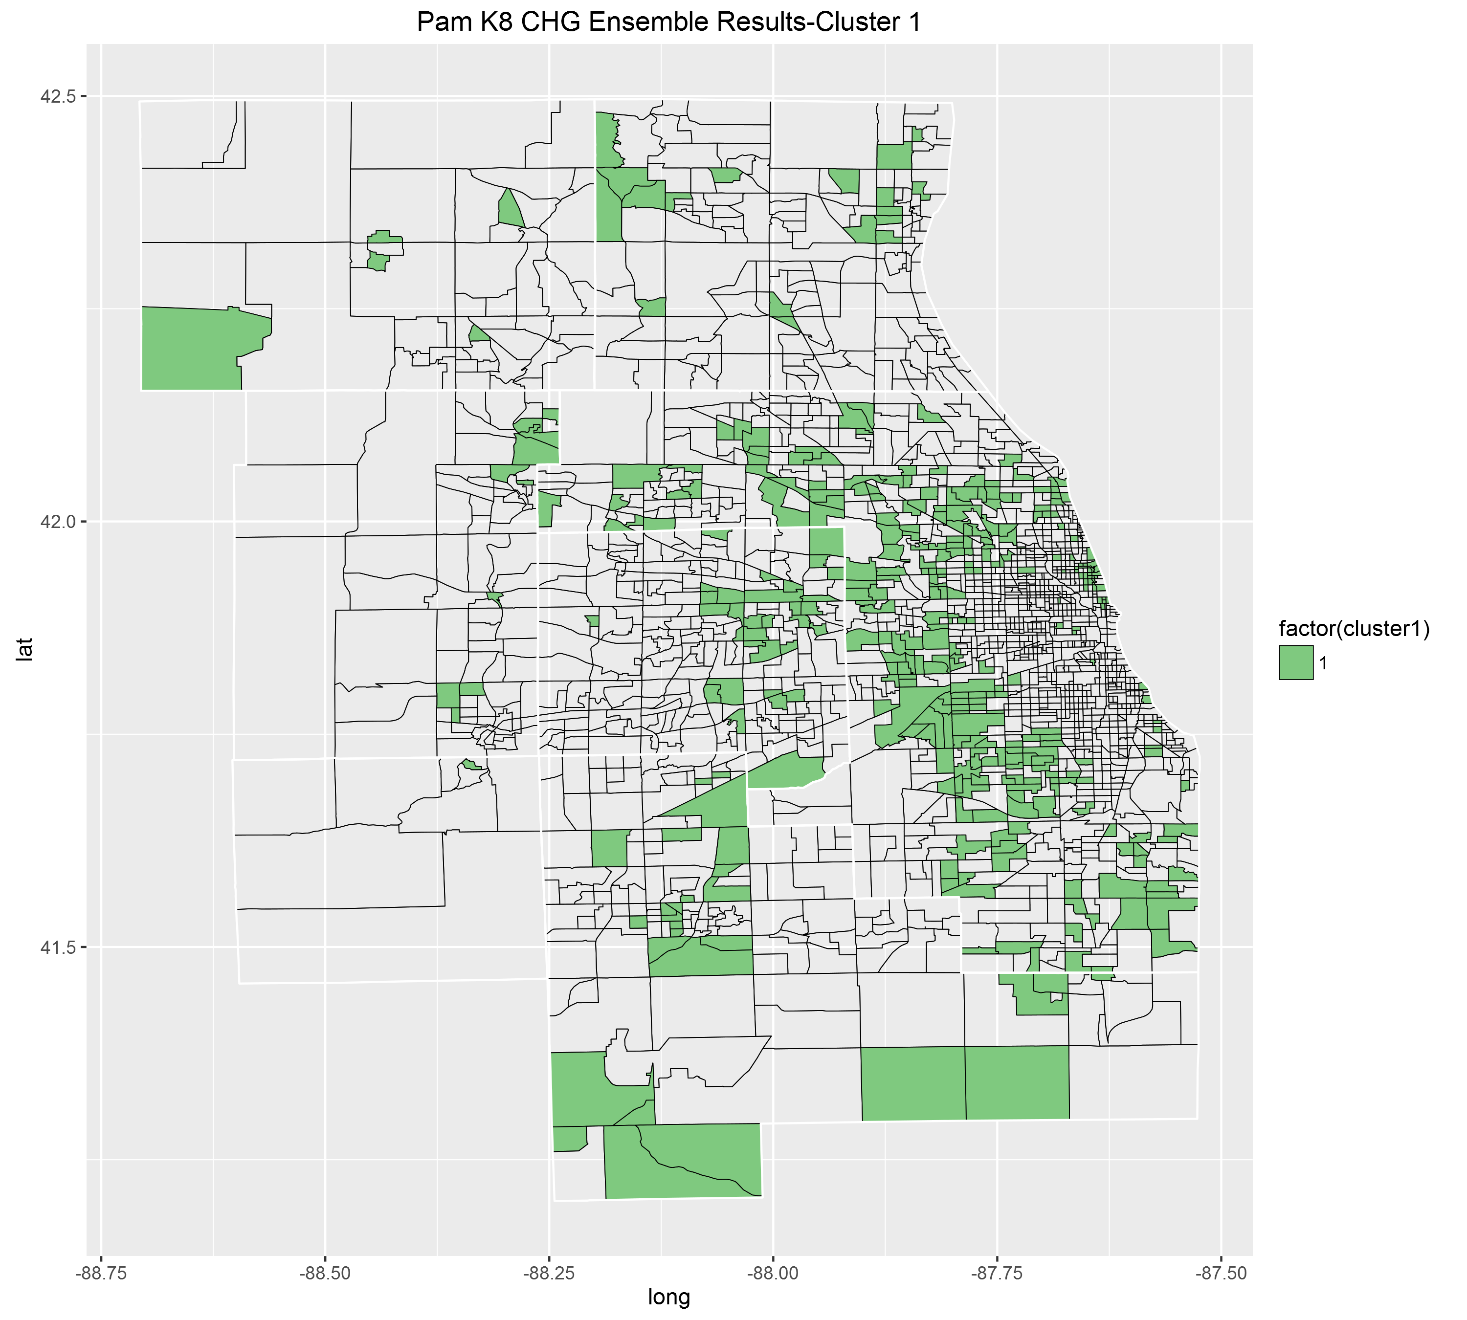 Pam K8 CHG Ensemble Results-Cluster 1
42.5
42.0
41.5
lat
-88.75
-88.50
-88.25
-88.00
-87.75
-87.50
long
factor(cluster1)
1